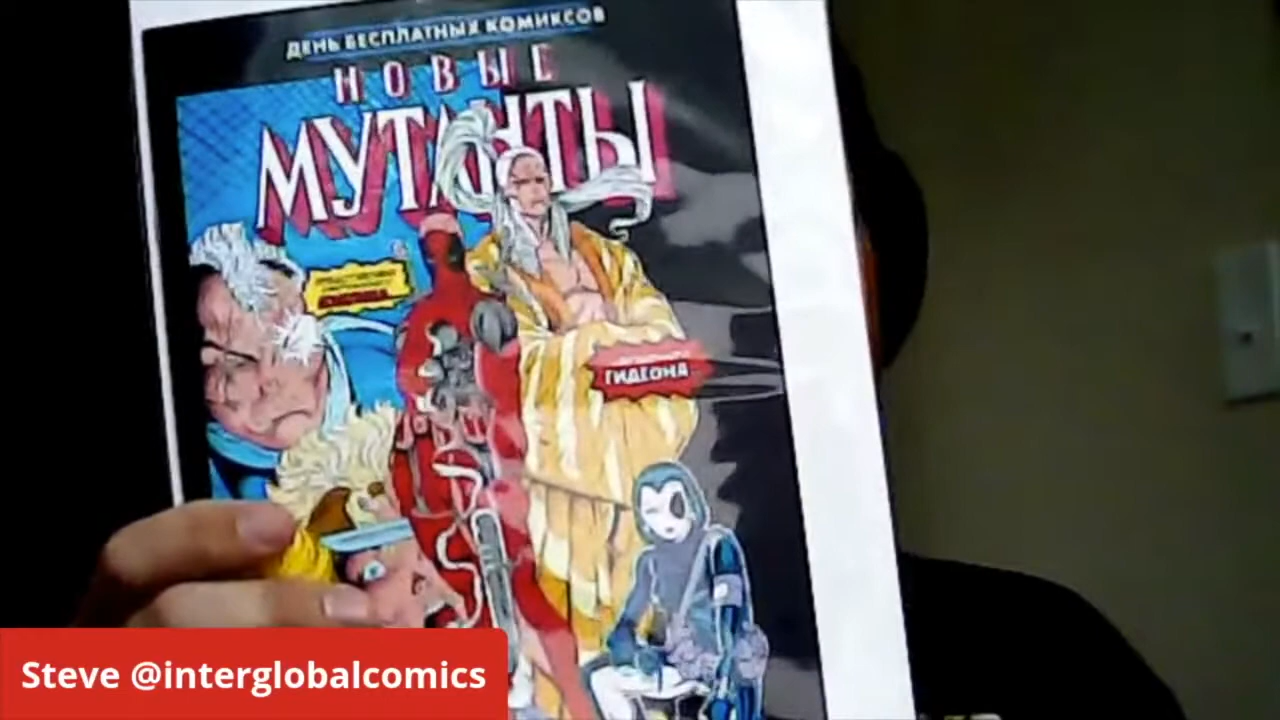 ДЕНЬ БЕСПЛАТНЫХ КОМИКСОВ
НОВЫЕ
МУТАНТЫ
ГИДЕОНА
Steve @interglobalcomics